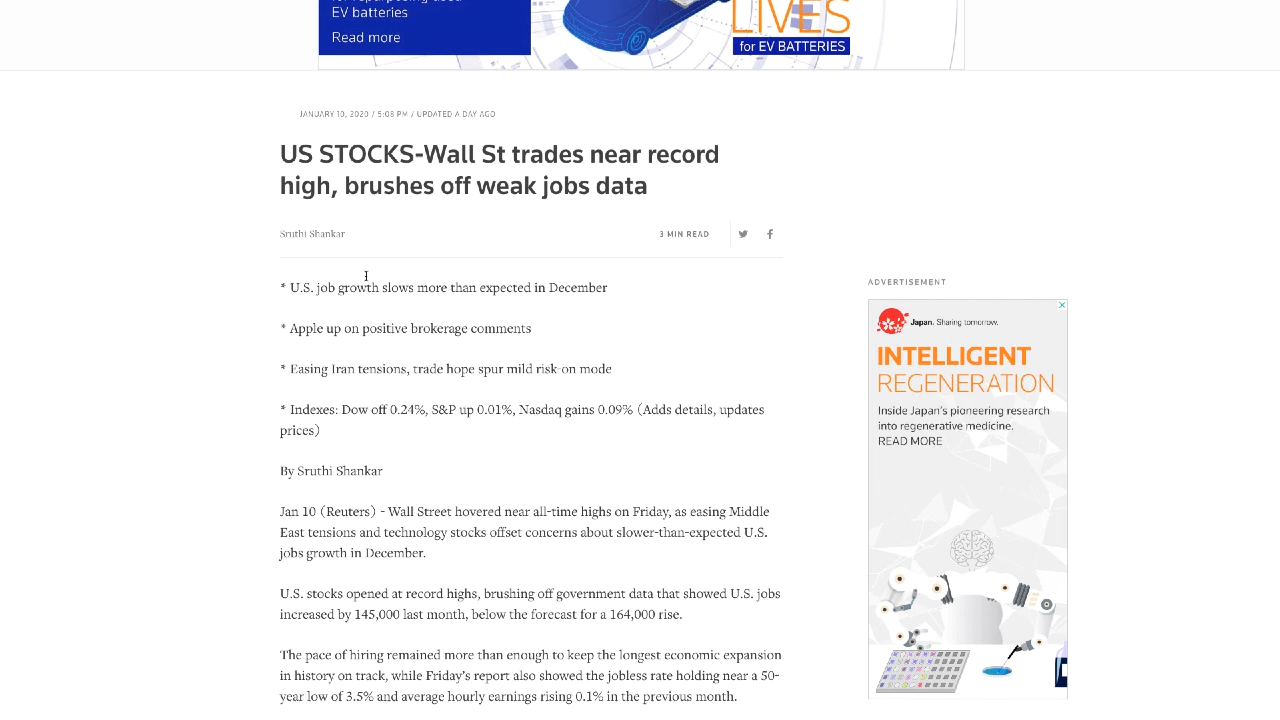 EV batteries
Read more
LIVES
for EV BATTERIES
JANUARY 10, 2020 / 5:08 PM / UPDATED A DAY AGO
US STOCKS-Wall St trades near record
high, brushes off weak jobs data
Sruthi Shankar
3 MIN READ
* U.S. job growth slows more than expected in December
ADVERTISEMENT
* Apple up on positive brokerage comments
* Easing Iran tensions, trade hope spur mild risk-on mode
* Indexes: Dow off 0.24%, S&P up 0.01%, Nasdaq gains 0.09% (Adds details, updates
prices)
By Sruthi Shankar
Jan 10 (Reuters) - Wall Street hovered near all-time highs on Friday, as easing Middle
East tensions and technology stocks offset concerns about slower-than-expected U.S.
jobs growth in December.
U.S. stocks opened at record highs, brushing off government data that showed U.S. jobs
increased by 145,000 last month, below the forecast for a 164,000 rise.
The pace of hiring remained more than enough to keep the longest economic expansion
in history on track, while Friday's report also showed the jobless rate holding near a 50-
year low of 3.5% and average hourly earnings rising 0.1% in the previous month.
Japan. Sharing tomorrow.
INTELLIGENT
REGENERATION
Inside Japan's pioneering research
into regenerative medicine.
READ MORE